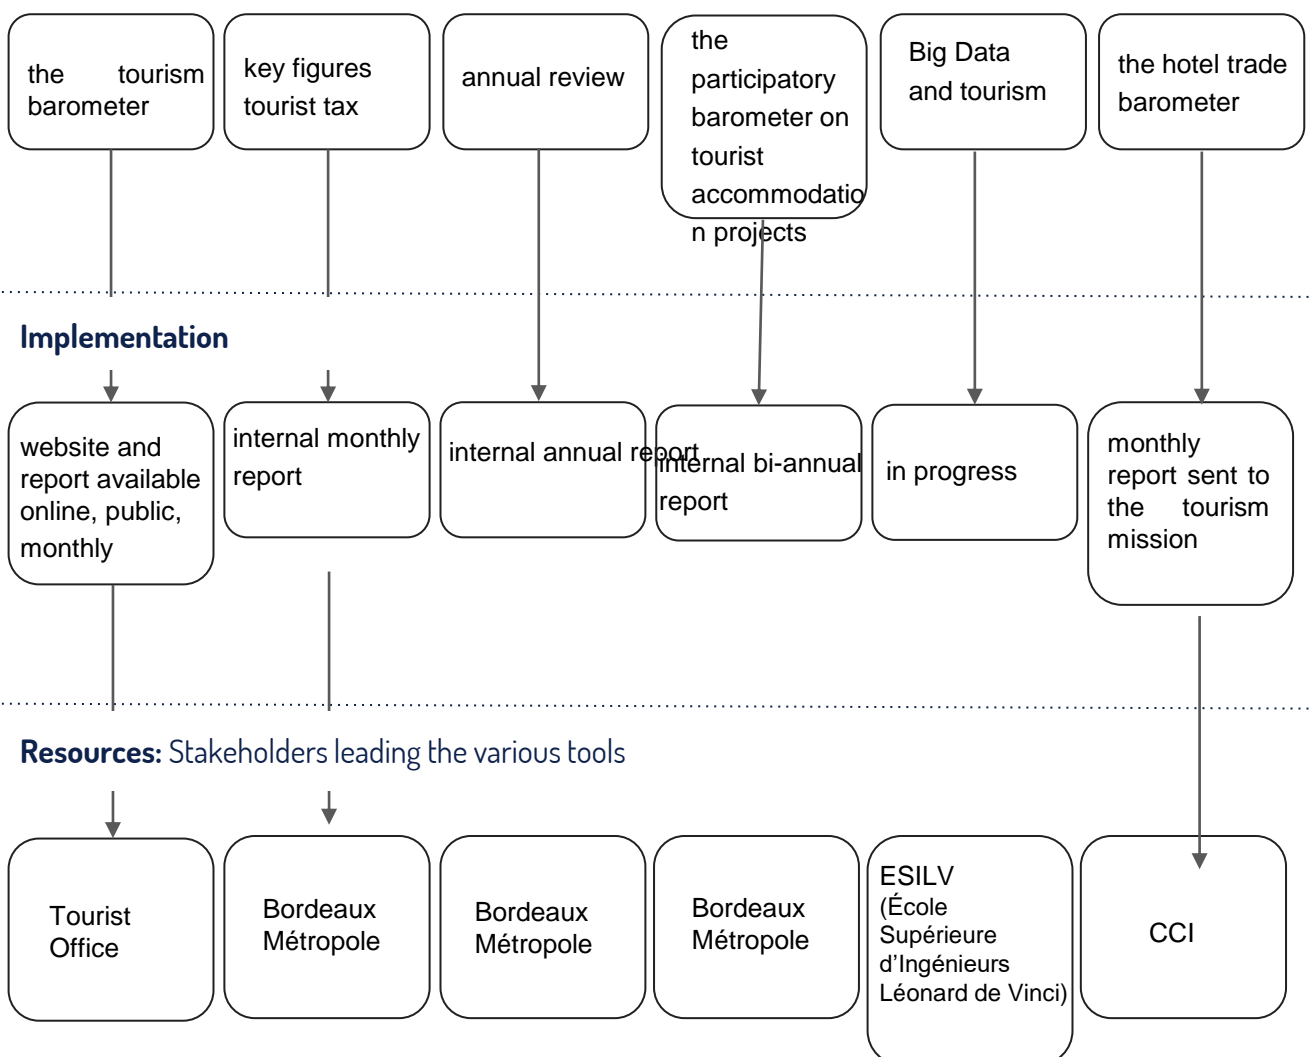 the tourism
barometer
key figures
tourist tax
annual review
the
participatory
barometer on
tourist
accommodatio
n projects
Big Data
and tourism
the hotel trade
barometer
Implementation
website and
report available
online, public,
monthly
internal monthly
report
internal annual report
internal bi-annual
report
in progress
monthly
report sent to
the tourism
mission
Resources: Stakeholders leading the various tools
Tourist
Office
Bordeaux
Métropole
Bordeaux
Métropole
Bordeaux
Métropole
ESILV
(École
Supérieure
d'Ingénieurs
Léonard de Vinci)
CCI